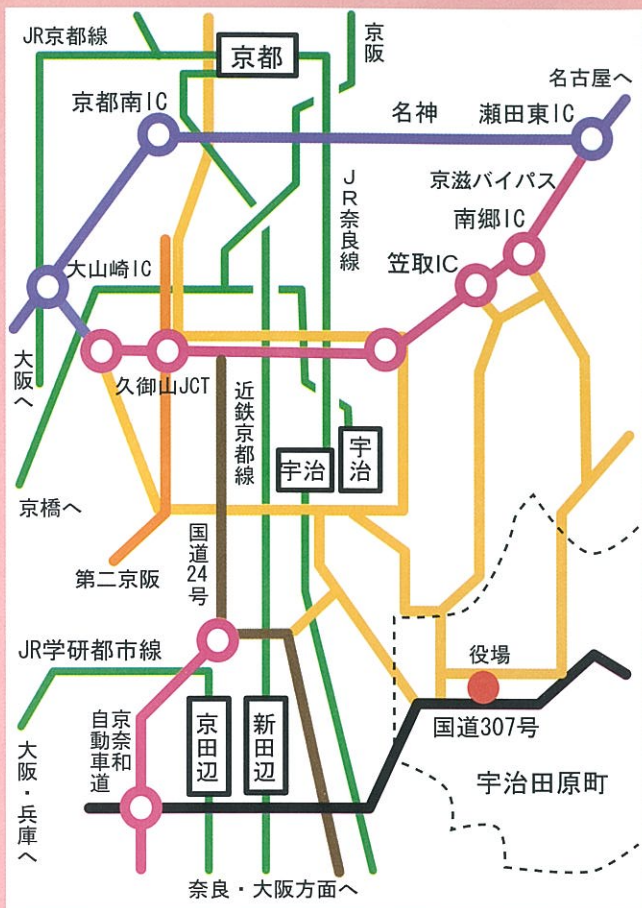 JR京都線
京都
京阪
名古屋へ
京都南IC
名神
瀬田東IC
京滋バイパス
JR奈良線
南郷IC
笠取IC
大山崎IC
大阪へ
久御山JCT
近鉄京都線
宇治
宇治
京橋へ
国道24号
第二京阪
JR学研都市線
役場
京奈和自動車道
京田辺
新田辺
国道307号
大阪・兵庫へ
宇治田原町
奈良・大阪方面へ